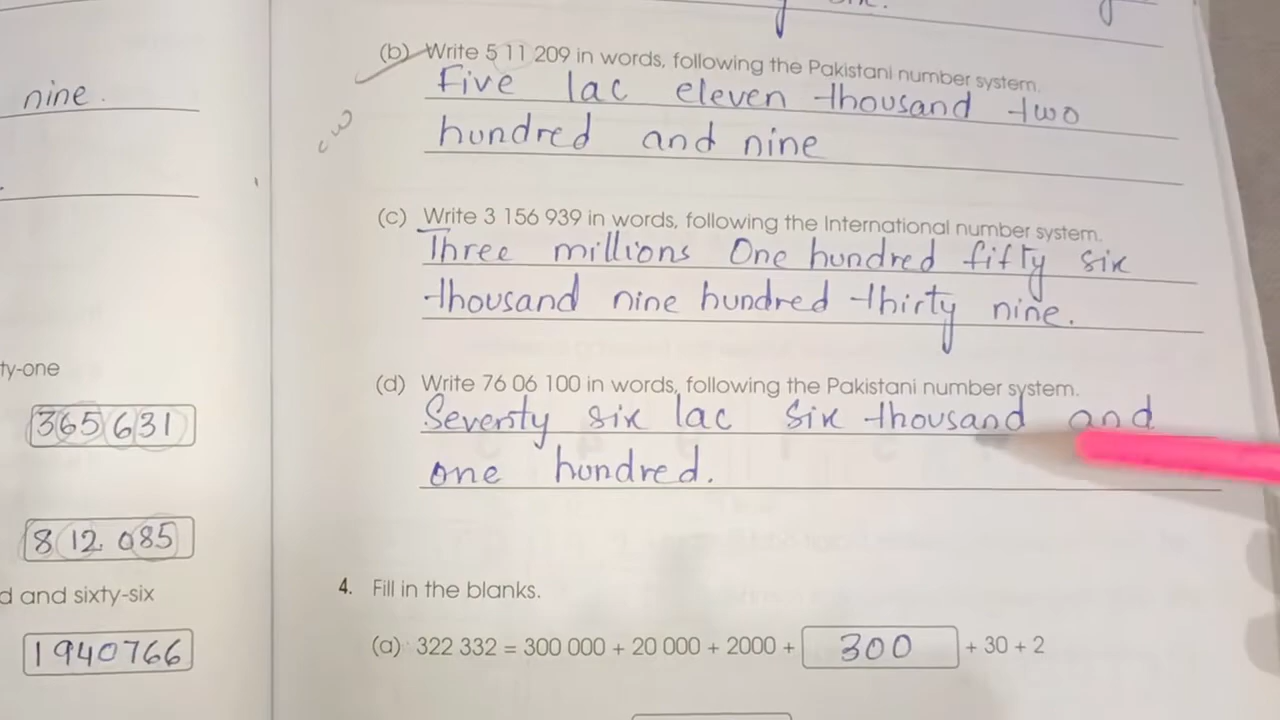 nine.
(b) Write 5 11 209 in words, following the Pakistani number system.
Five lac eleven thousand two
hundred and nine
(c) Write 3 156 939 in words, following the International number system.
Three millions One hundred fifty six
thousand nine hundred thirty nine.
(d) Write 76 06 100 in words, following the Pakistani number system.
Seventy six lac six thousand and
one hundred.
ty-one
365 631
8 12 085
d and sixty-six
1940766
4. Fill in the blanks.
(a) 322 332 = 300 000 + 20 000 + 2000 + 300 + 30 + 2